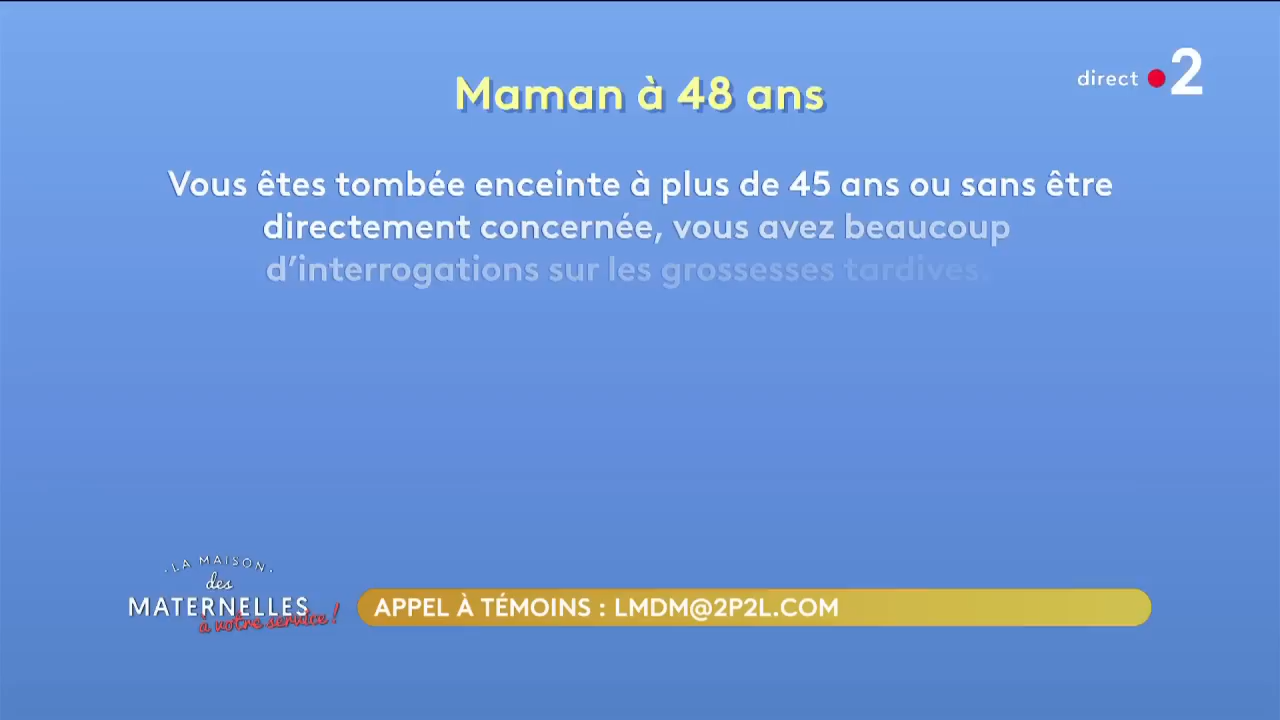 Maman à 48 ans
direct 2
Vous êtes tombée enceinte à plus de 45 ans ou sans être
directement concernée, vous avez beaucoup
d'interrogations sur les grossesses tardives.
LA MAISON
des
MATERNELLES
à votre service !
APPEL À TÉMOINS : LMDM@2P2L.COM